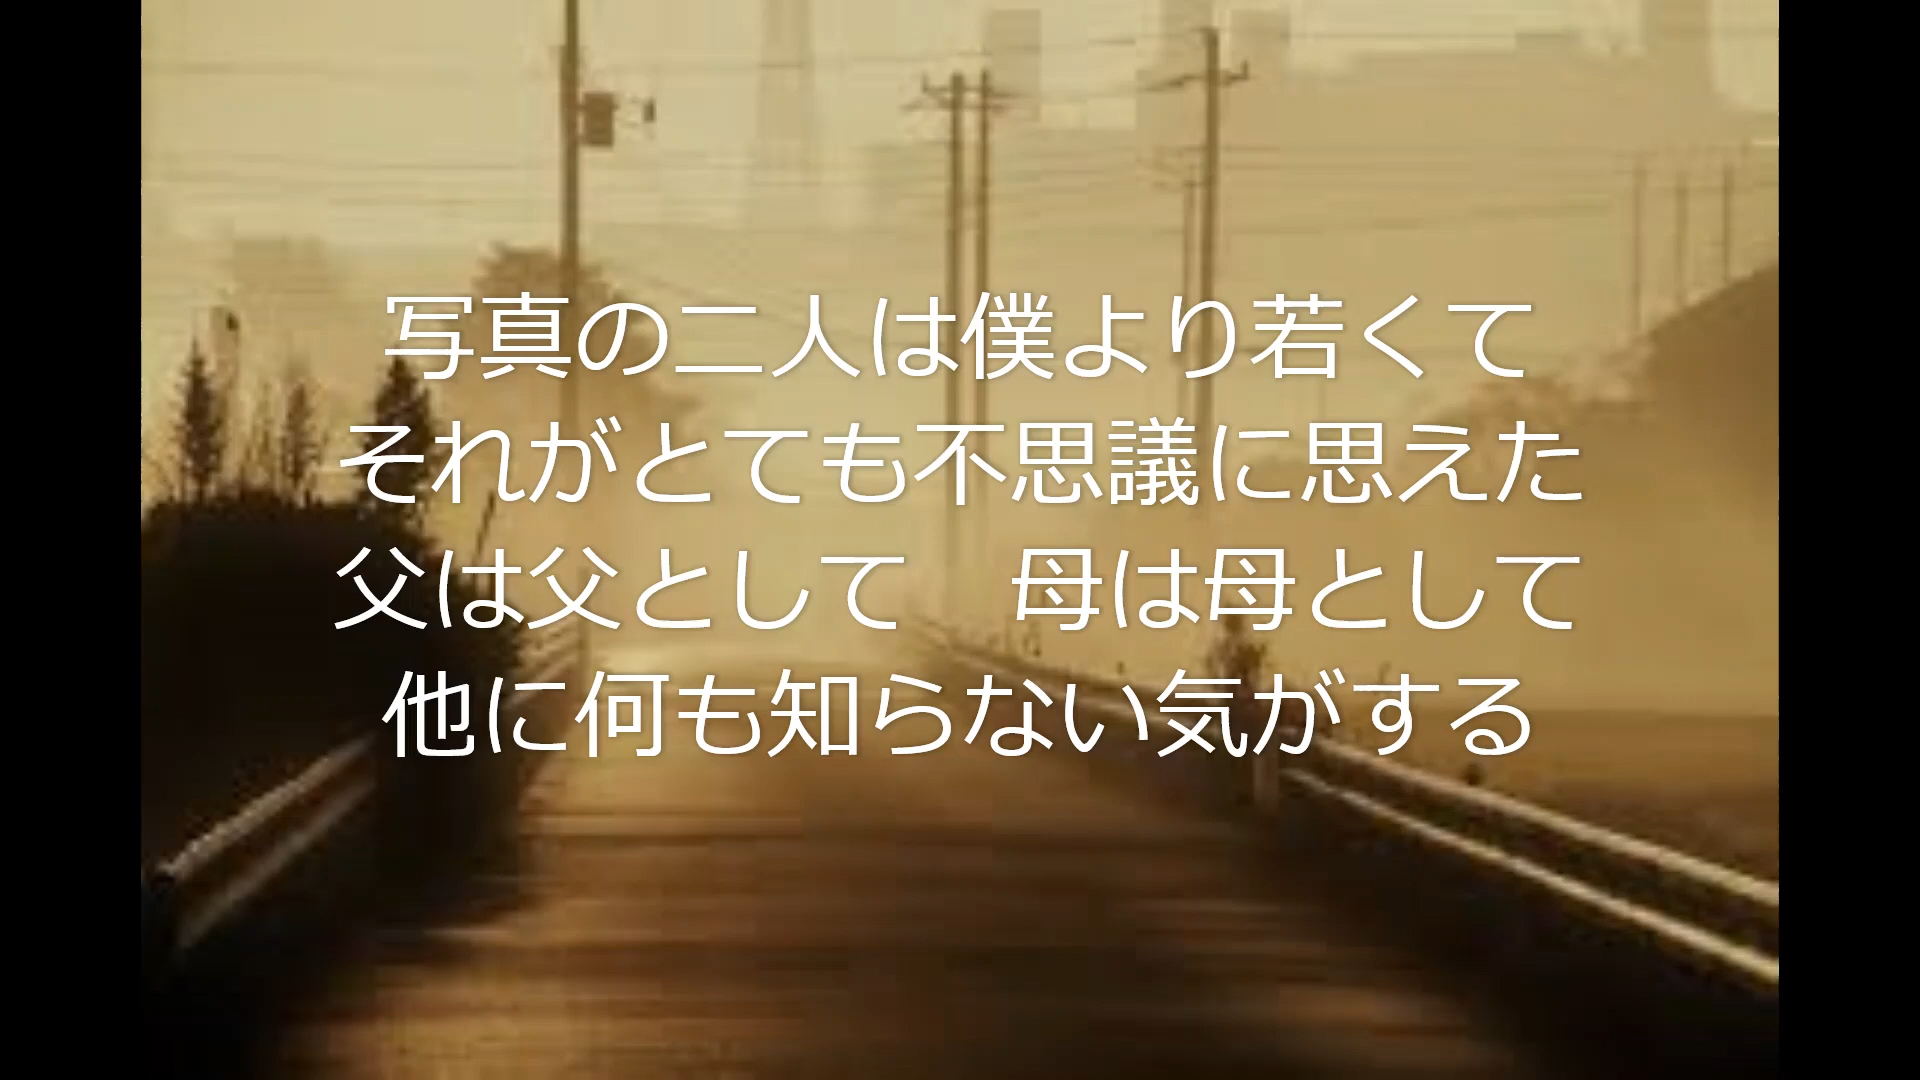 写真の二人は僕より若くて
それがとても不思議に思えた
父は父として　母は母として
他に何も知らない気がする